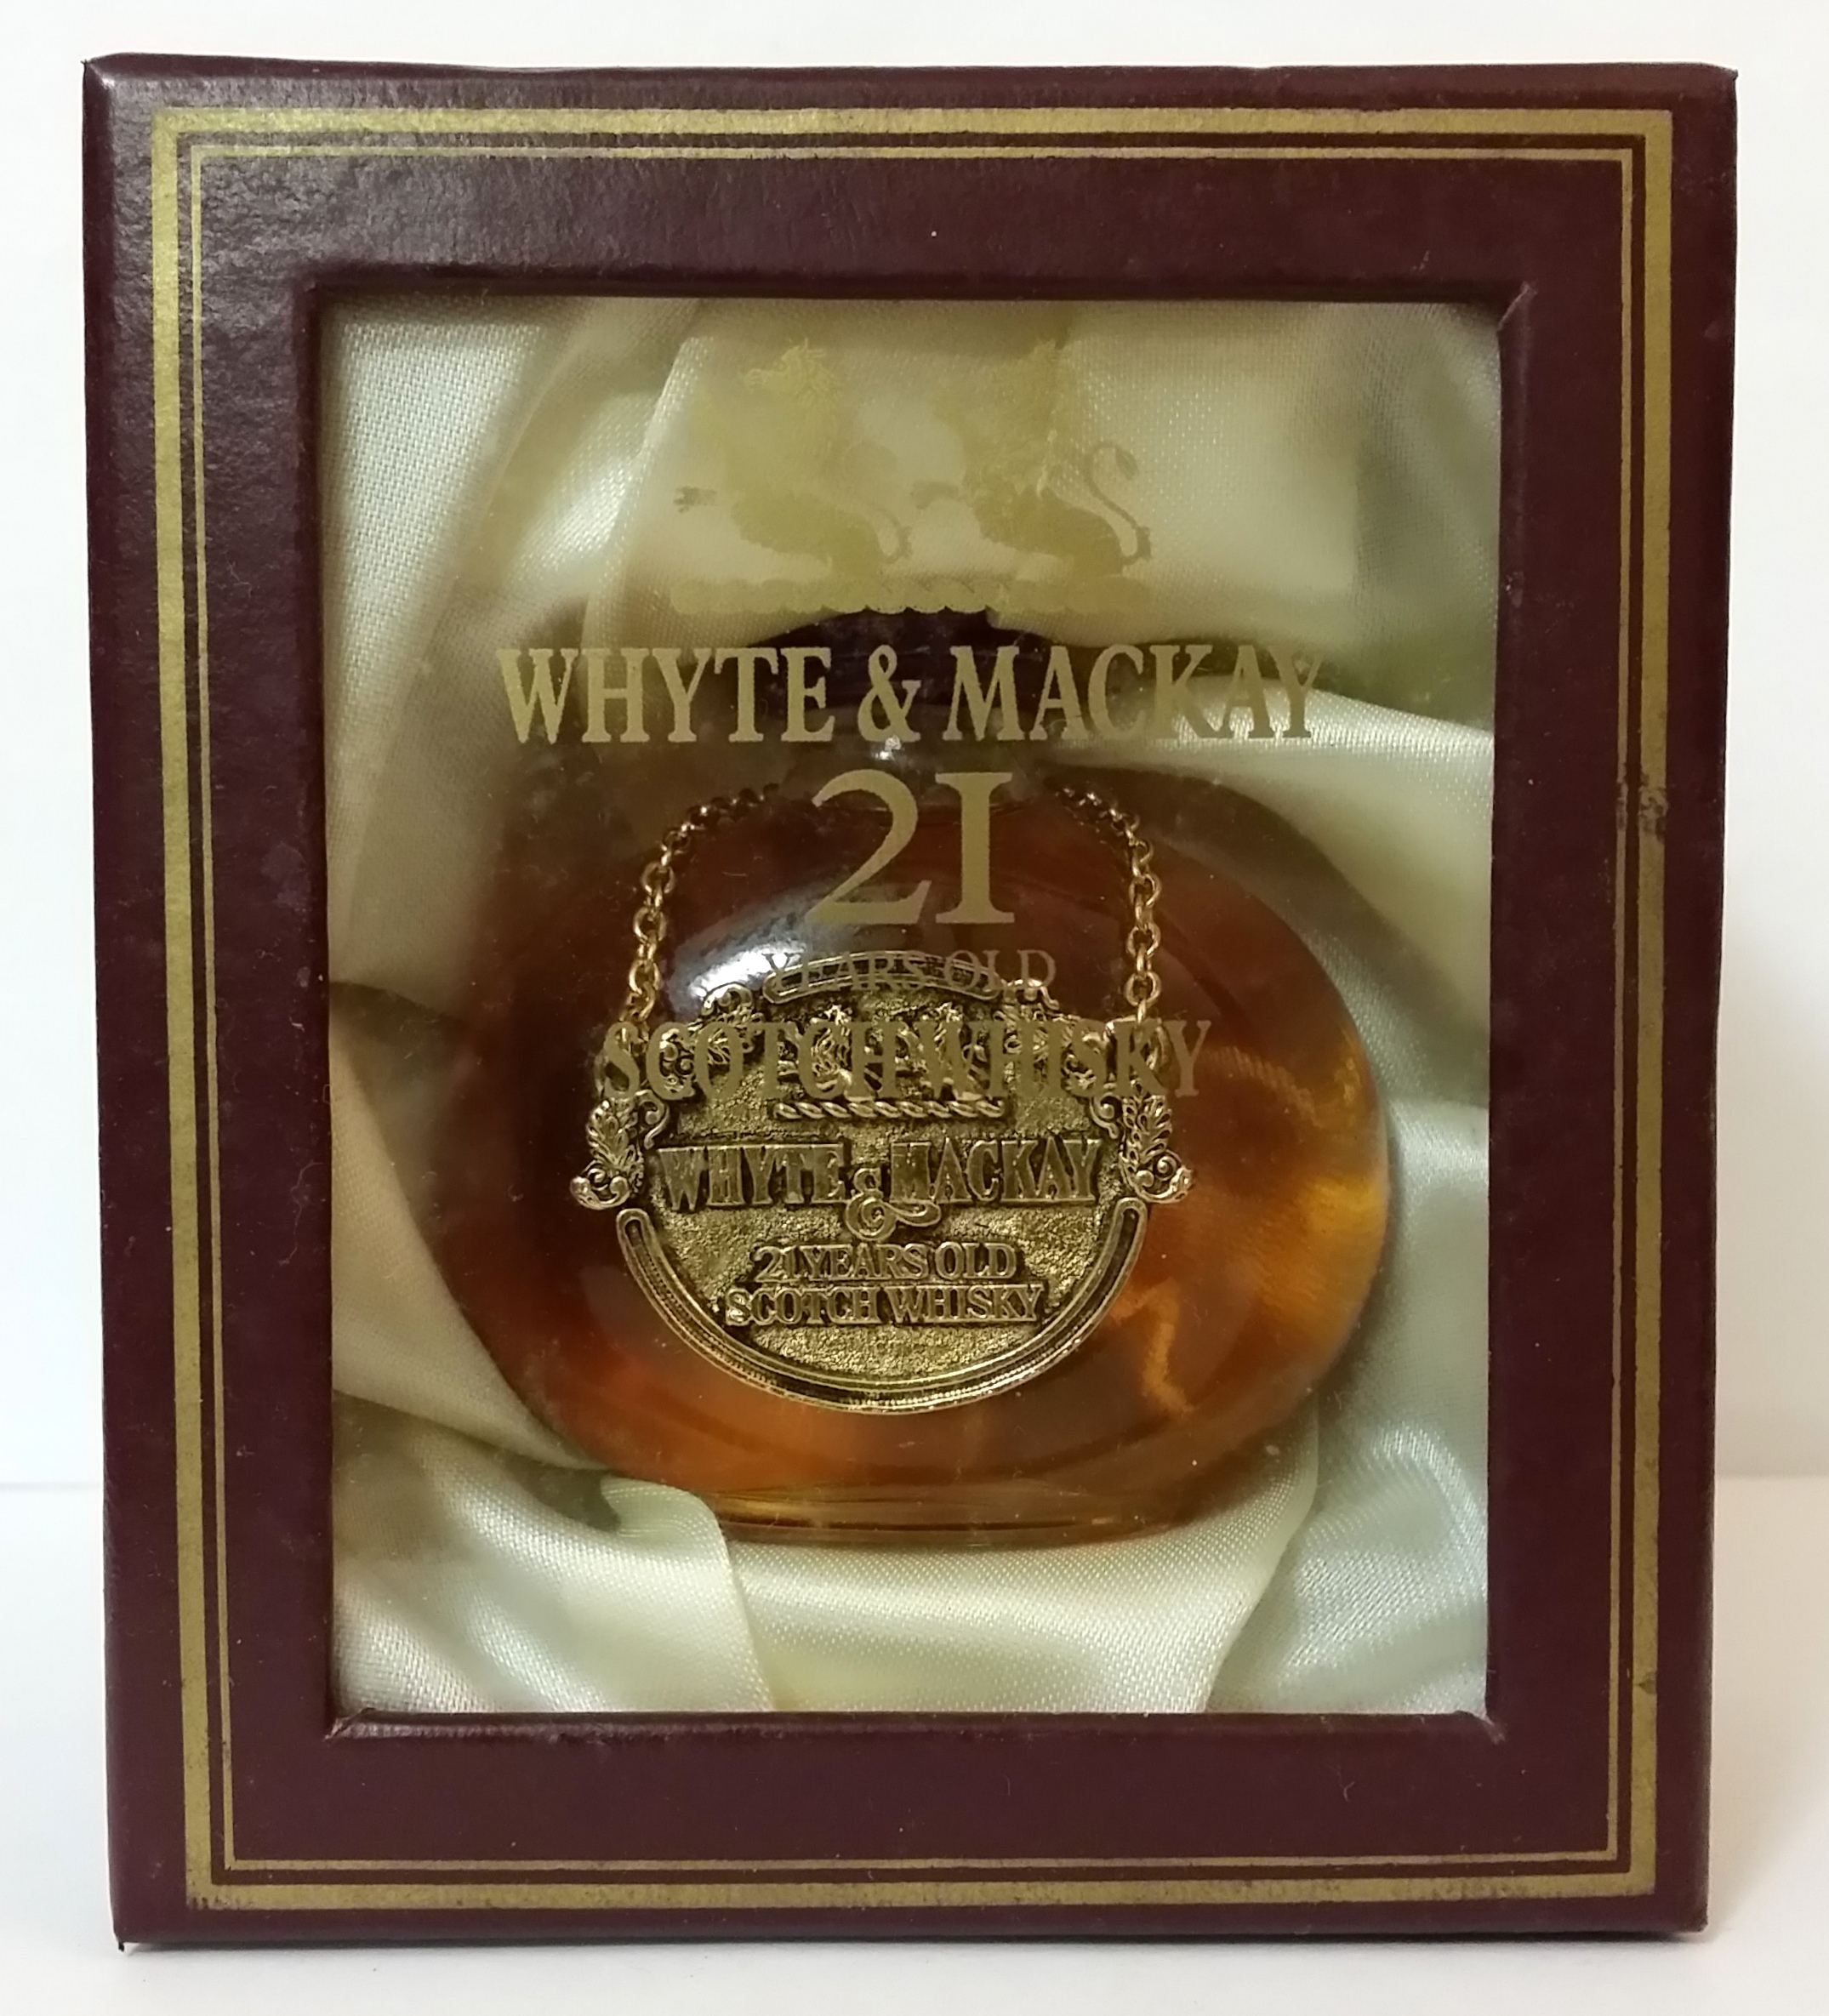 WHYTE & MACKAY
21
YEARS OLD
SCOTCH WHISKY
WHYTE & MACKAY
21 YEARS OLD
SCOTCH WHISKY